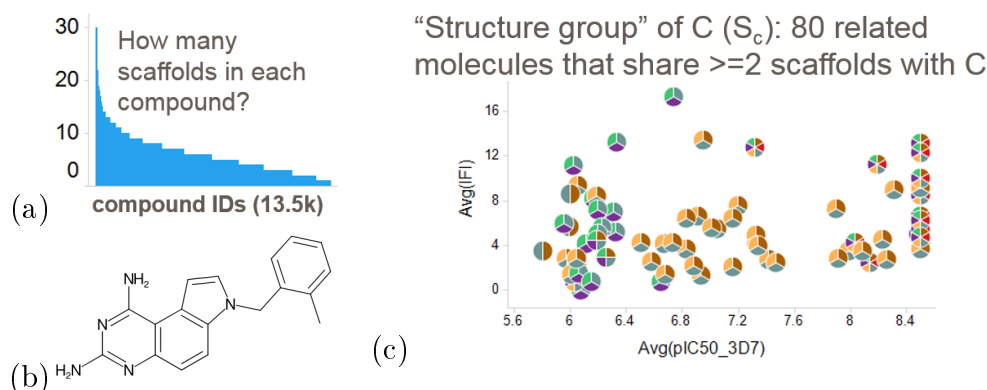 30
20
10
0
How many
scaffolds in each
compound?
compound IDs (13.5k)
(a)
NH2
N
H2N
N
N
(b)
“Structure group” of C (Sc): 80 related
molecules that share >=2 scaffolds with C
Avg(IFI)
16
12
8
4
0
5.6 6 6.4 6.8 7.2 7.6 8 8.4
Avg(pIC50_3D7)
(c)